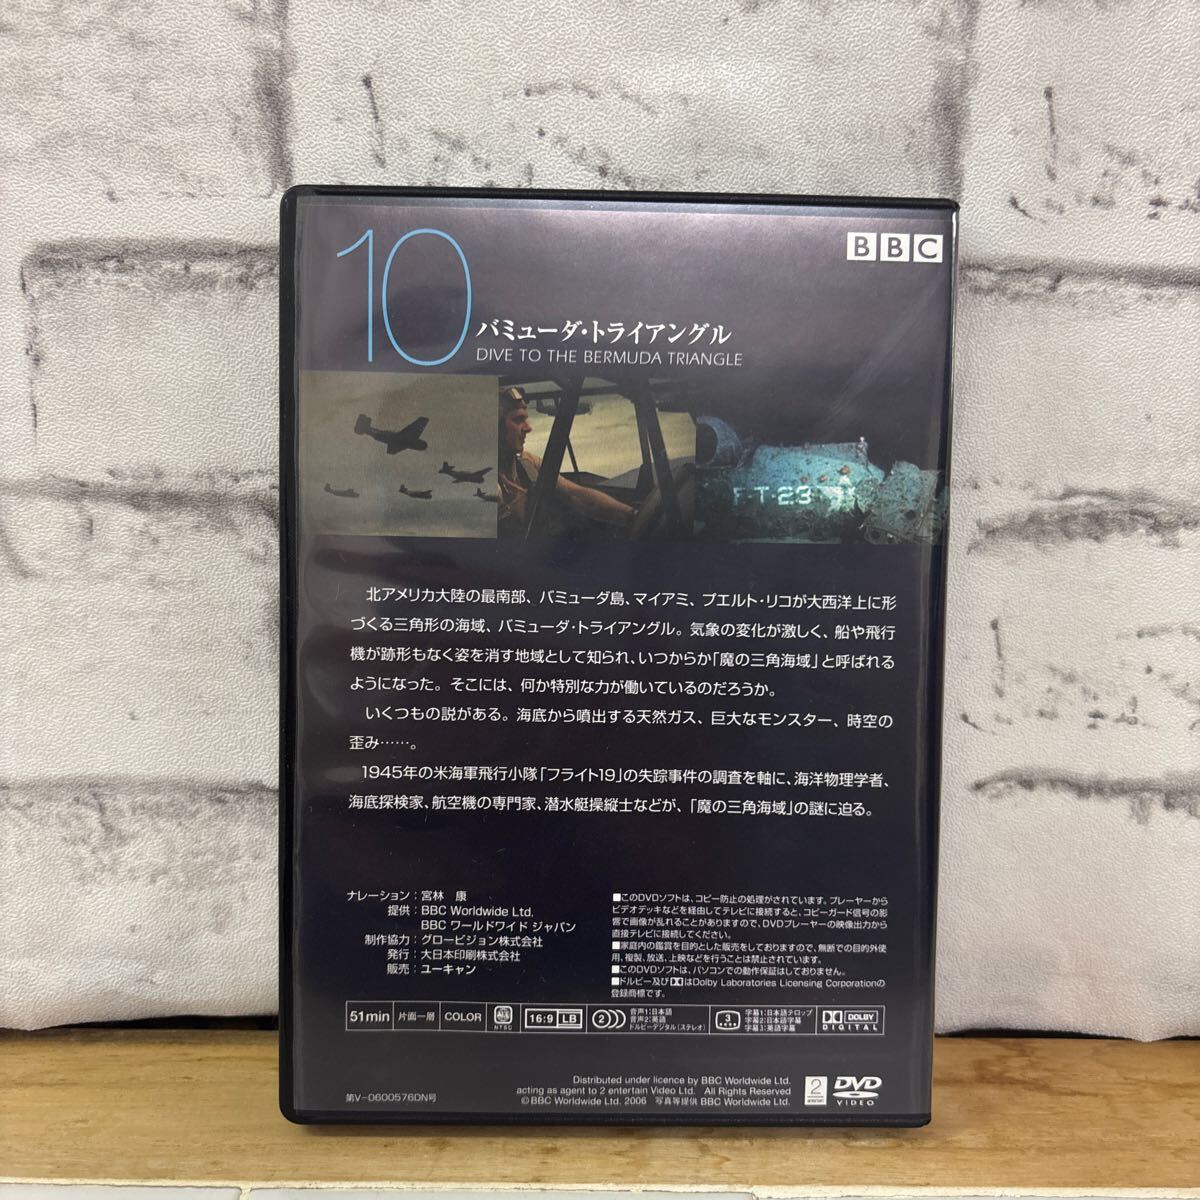 10
BBC
バミューダ・トライアングル
DIVE TO THE BERMUDA TRIANGLE
FT-23
北アメリカ大陸の最南部、バミューダ島、マイアミ、プエルト・リコが大西洋上に形
づくる三角形の海域、バミューダ・トライアングル。気象の変化が激しく、船や飛行
機が跡形もなく姿を消す地域として知られ、いつからか「魔の三角海域」と呼ばれる
ようになった。そこには、何か特別な力が働いているのだろうか。
いくつもの説がある。海底から噴出する天然ガス、巨大なモンスター、時空の
歪み……。
1945年の米海軍飛行小隊「フライト19」の失踪事件の調査を軸に、海洋物理学者、
海底探検家、航空機の専門家、潜水艇操縦士などが、「魔の三角海域」の謎に迫る。
ナレーション：宮林 康
提供：BBC Worldwide Ltd.
BBC ワールドワイド ジャパン
制作協力：グロービジョン株式会社
発行：大日本印刷株式会社
販売：ユーキャン
■このDVDソフトは、コピー防止の処理がされています。プレーヤーから
ビデオデッキなどを経由してテレビに接続すると、コピーガード信号の影
響で画像が乱れることがありますので、DVDプレーヤーの映像出力から
直接テレビに接続してください。
■家庭内の鑑賞を目的とした販売をしておりますので、無断での目的外使
用、複製、放送、上映などを行うことは禁止されています。
■このDVDソフトは、パソコンでの動作保証はしておりません。
■ドルビー及びDDはDolby Laboratories Licensing Corporationの
登録商標です。
51min 片面一層 COLOR ALL NTSC 16:9 LB 2 音声1：日本語 3 字幕1：日本語テロップ DOLBY DIGITAL
音声2：英語 字幕2：日本語字幕
ドルビーデジタル（ステレオ） 字幕3：英語字幕
Distributed under licence by BBC Worldwide Ltd.
acting as agent to 2 entertain Video Ltd. All Rights Reserved
©BBC Worldwide Ltd. 2006 写真等提供 BBC Worldwide Ltd.
第V-0600576DN号
2 entertain
DVD VIDEO